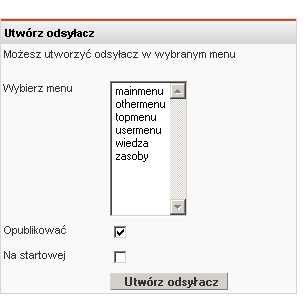 Utwórz odsyłacz
Możesz utworzyć odsyłacz w wybranym menu
Wybierz menu
mainmenu
othermenu
topmenu
usermenu
wiedza
zasoby
Opublikować
Na startowej
Utwórz odsyłacz